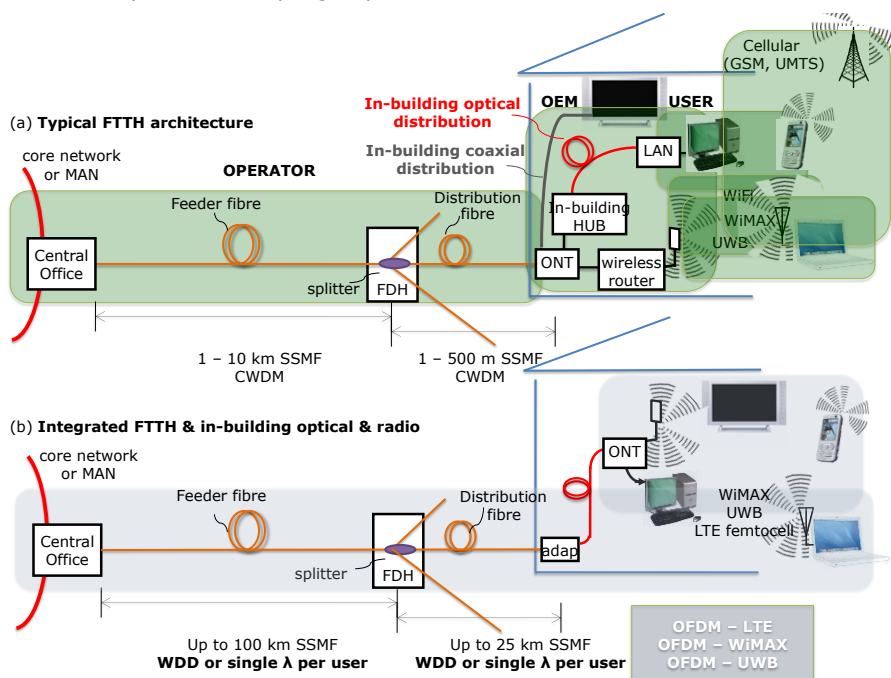 Cellular
(GSM, UMTS)
OEM
USER
In-building optical
distribution
(a) Typical FTTH architecture
LAN
In-building coaxial
distribution
core network
or MAN
OPERATOR
Feeder fibre
Distribution
fibre
In-building
HUB
WiFi
WiMAX
UWB
Central
Office
splitter
FDH
ONT
wireless
router
1 – 10 km SSMF
CWDM
1 – 500 m SSMF
CWDM
(b) Integrated FTTH & in-building optical & radio
ONT
core network
or MAN
Feeder fibre
Distribution
fibre
WiMAX
UWB
LTE femtocell
Central
Office
splitter
FDH
adap
Up to 100 km SSMF
WDD or single λ per user
Up to 25 km SSMF
WDD or single λ per user
OFDM – LTE
OFDM – WiMAX
OFDM – UWB